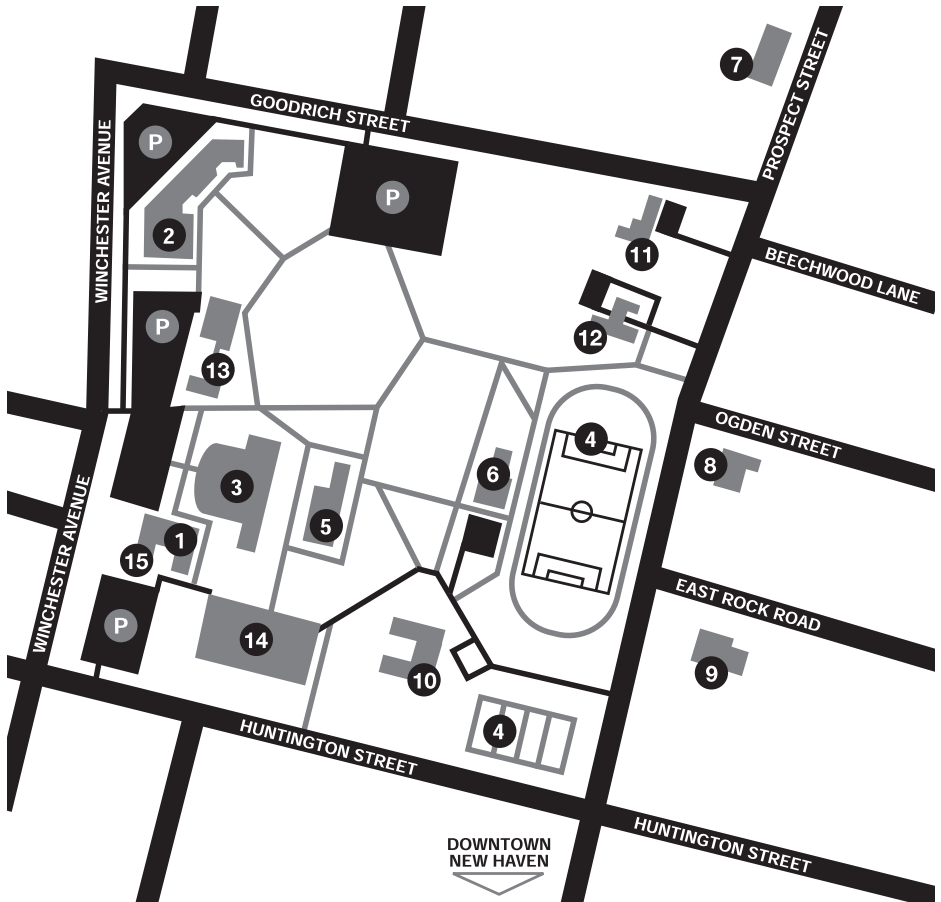 7
PROSPECT STREET
GOODRICH STREET
WINCHESTER AVENUE
P
P
2
11
BEECHWOOD LANE
P
12
13
OGDEN STREET
4
8
6
3
5
1
15
WINCHESTER AVENUE
EAST ROCK ROAD
P
14
9
10
4
HUNTINGTON STREET
HUNTINGTON STREET
DOWNTOWN
NEW HAVEN